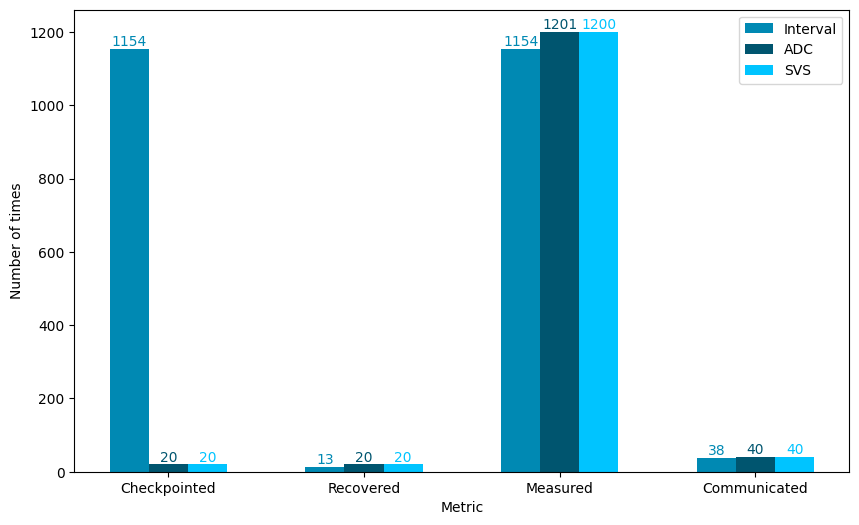 1154
20
20
13
20
20
1154
1201
1200
38
40
40
Interval
ADC
SVS
1200
1000
800
600
400
200
0
Number of times
Checkpointed
Recovered
Measured
Communicated
Metric